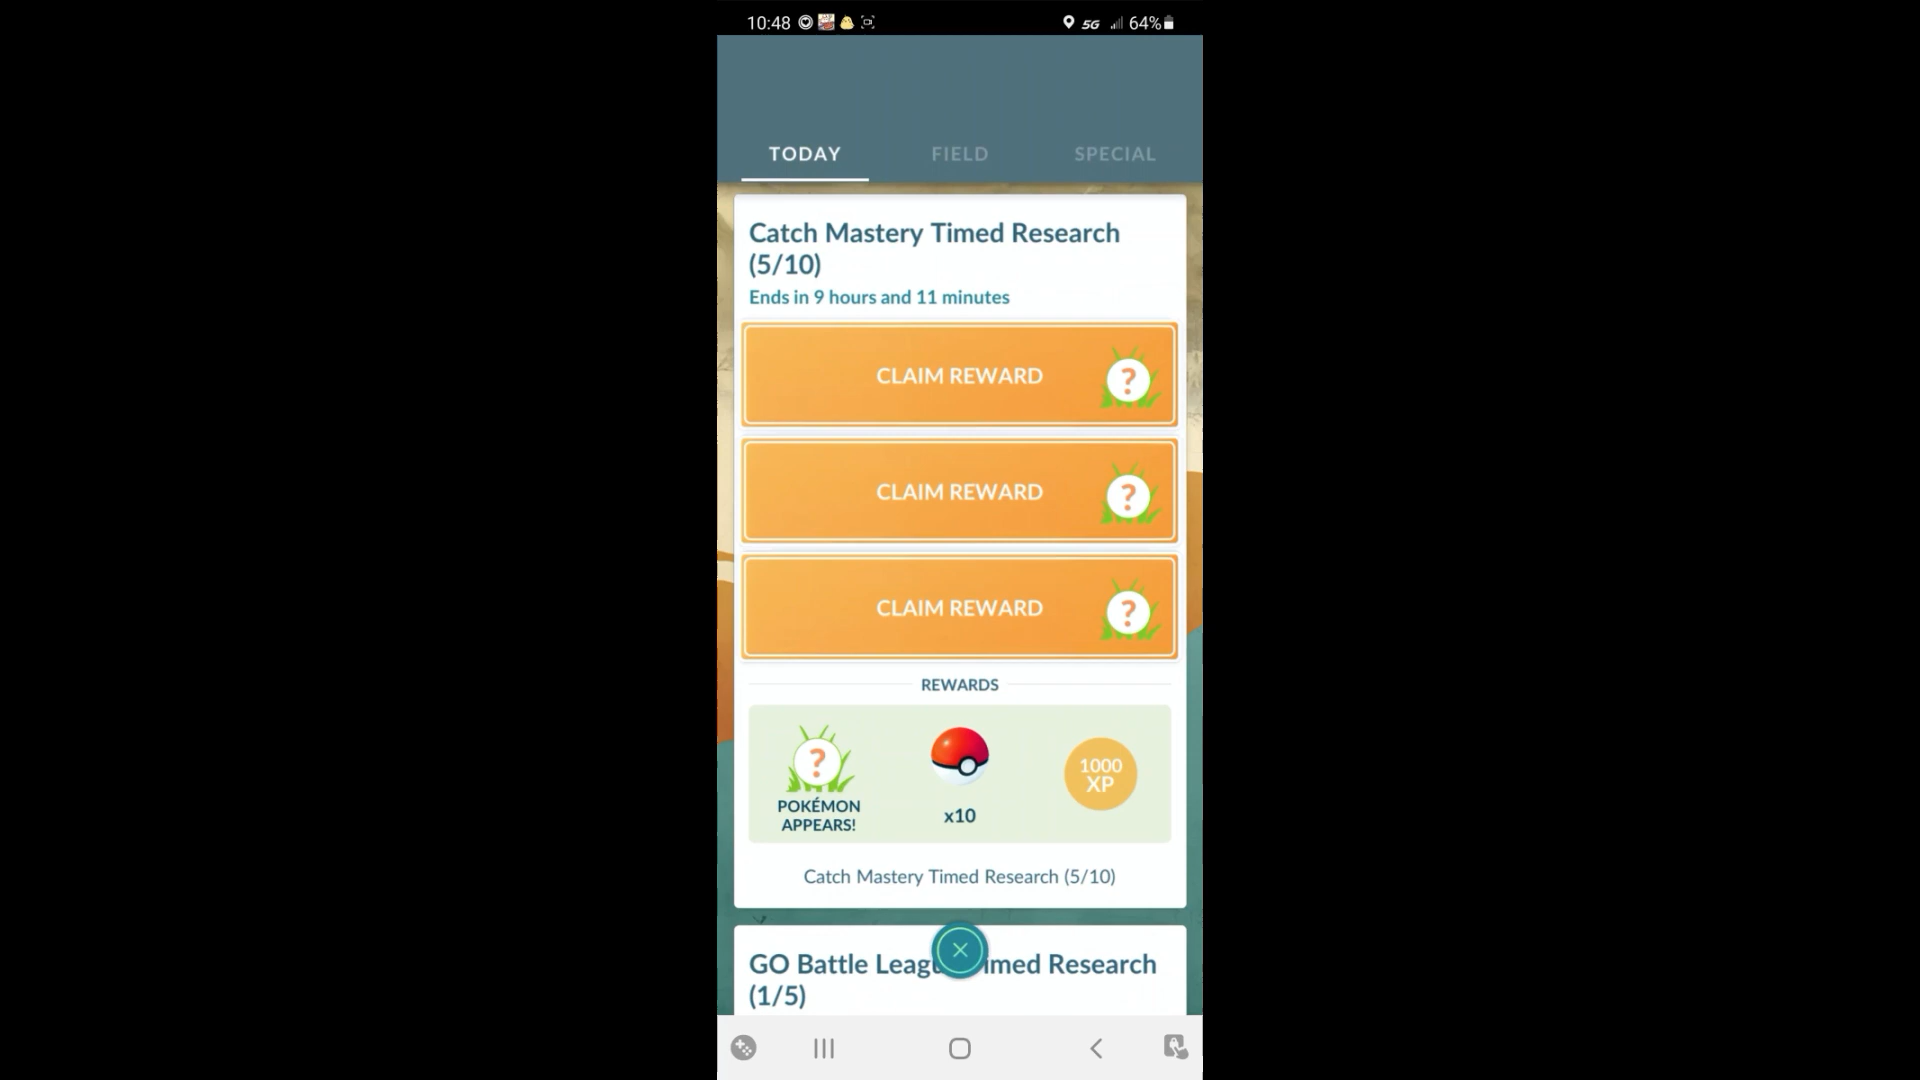 10:48 5G 64%
TODAY FIELD SPECIAL
Catch Mastery Timed Research
(5/10)
Ends in 9 hours and 11 minutes
CLAIM REWARD ?
CLAIM REWARD ?
CLAIM REWARD ?
REWARDS
?
POKÉMON
APPEARS!
x10
1000
XP
Catch Mastery Timed Research (5/10)
GO Battle Leagu imed Research
(1/5)